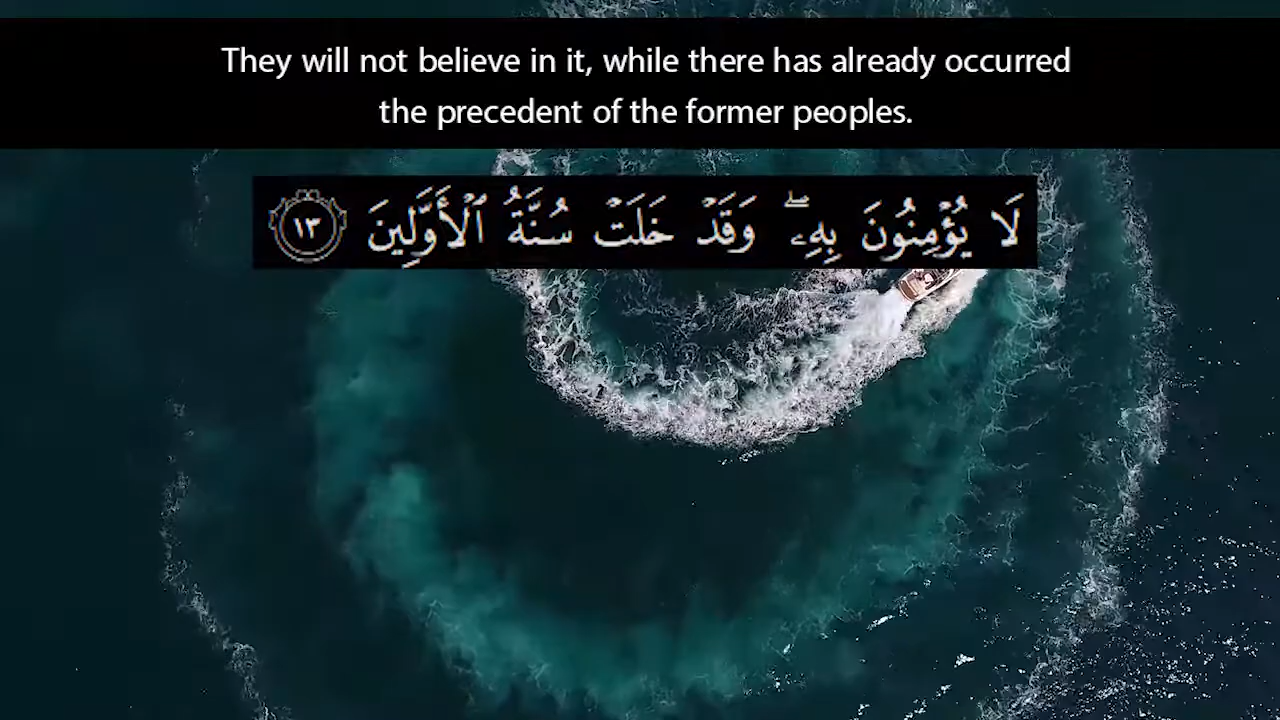 They will not believe in it, while there has already occurred
the precedent of the former peoples.
لَا يُؤْمِنُونَ بِهِۦ ۖ وَقَدْ خَلَتْ سُنَّةُ ٱلْأَوَّلِينَ ١٣